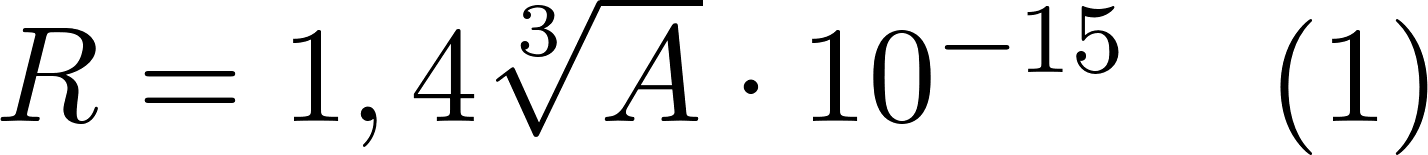 R = 1,4∛A · 10⁻¹⁵ (1)